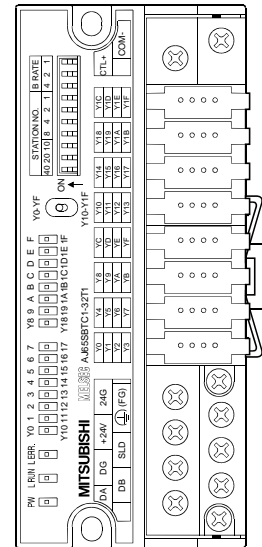 PW L RUN L ERR. Y0 1 2 3 4 5 6 7 Y8 9 A B C D E F
Y10 11 12 13 14 15 16 17 Y18 19 1A 1B 1C 1D 1E 1F
Y0-YF
Y10-Y1F
ON
STATION NO. B RATE
40 20 10 8 4 2 1 4 2 1
MITSUBISHI MELSEC AJ65SBTC1-32T1
DA DG +24V 24G
DB SLD (FG)
Y0 Y4 Y8 YC Y10 Y14 Y18 Y1C
Y1 Y5 Y9 YD Y11 Y15 Y19 Y1D
Y2 Y6 YA YE Y12 Y16 Y1A Y1E
Y3 Y7 YB YF Y13 Y17 Y1B Y1F
CTL+
COM-